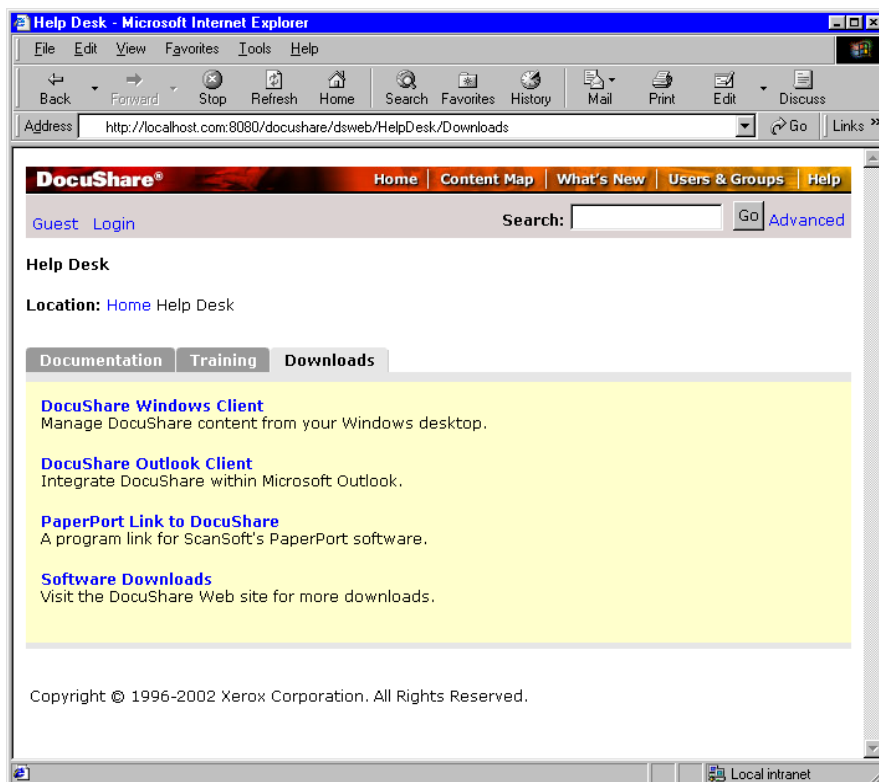 Help Desk - Microsoft Internet Explorer
File Edit View Favorites Tools Help
Back Forward Stop Refresh Home Search Favorites History Mail Print Edit Discuss
Address http://localhost.com:8080/docushare/dsweb/HelpDesk/Downloads Go Links »
DocuShare® Home | Content Map | What's New | Users & Groups | Help
Guest Login Search: Go Advanced
Help Desk
Location: Home Help Desk
Documentation Training Downloads
DocuShare Windows Client
Manage DocuShare content from your Windows desktop.
DocuShare Outlook Client
Integrate DocuShare within Microsoft Outlook.
PaperPort Link to DocuShare
A program link for ScanSoft's PaperPort software.
Software Downloads
Visit the DocuShare Web site for more downloads.
Copyright © 1996-2002 Xerox Corporation. All Rights Reserved.
Local intranet